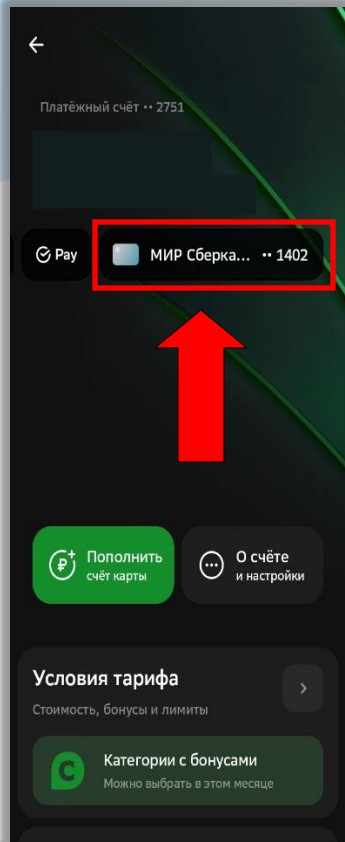 Платёжный счёт •• 2751
Pay
МИР Сберка... •• 1402
Пополнить
счёт карты
О счёте
и настройки
Условия тарифа
Стоимость, бонусы и лимиты
Категории с бонусами
Можно выбрать в этом месяце